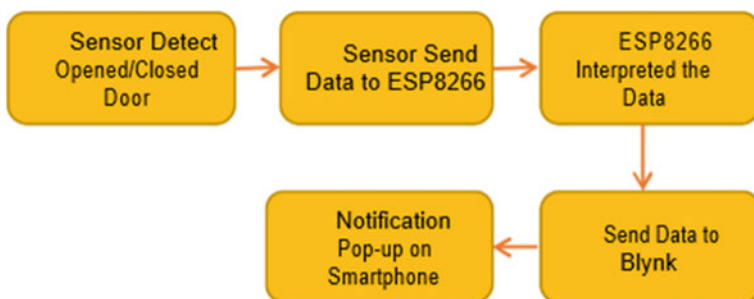 Sensor Detect
Opened/Closed
Door
Sensor Send
Data to ESP8266
ESP8266
Interpreted the
Data
Send Data to
Blynk
Notification
Pop-up on
Smartphone